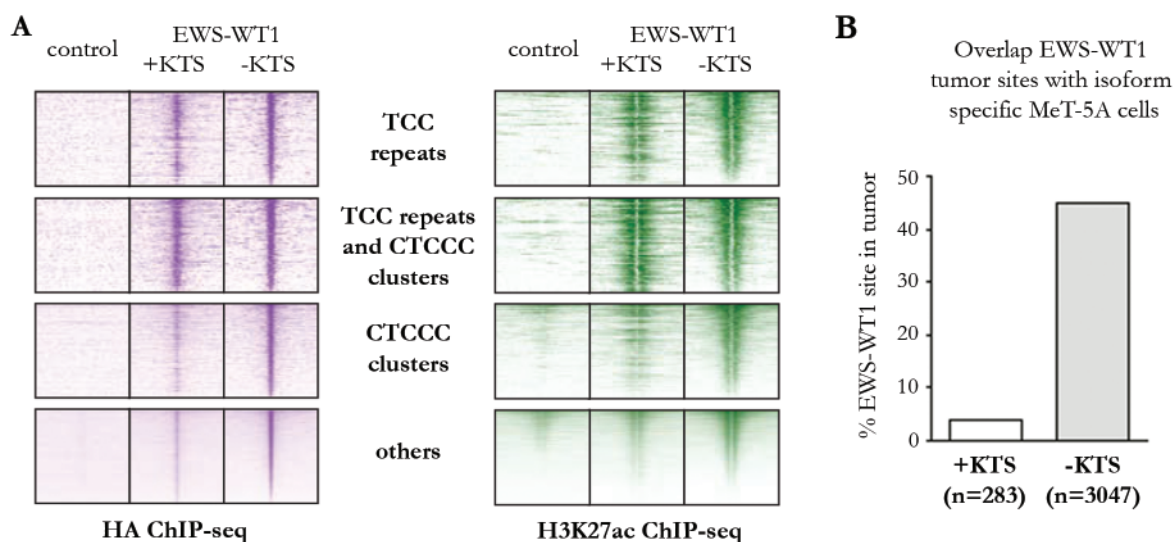 A
control
EWS-WT1
+KTS
-KTS
control
EWS-WT1
+KTS
-KTS
TCC
repeats
TCC repeats
and CTCCC
clusters
CTCCC
clusters
others
HA ChIP-seq
H3K27ac ChIP-seq
B
Overlap EWS-WT1
tumor sites with isoform
specific MeT-5A cells
% EWS-WT1 site in tumor
50
40
30
20
10
0
+KTS
(n=283)
-KTS
(n=3047)